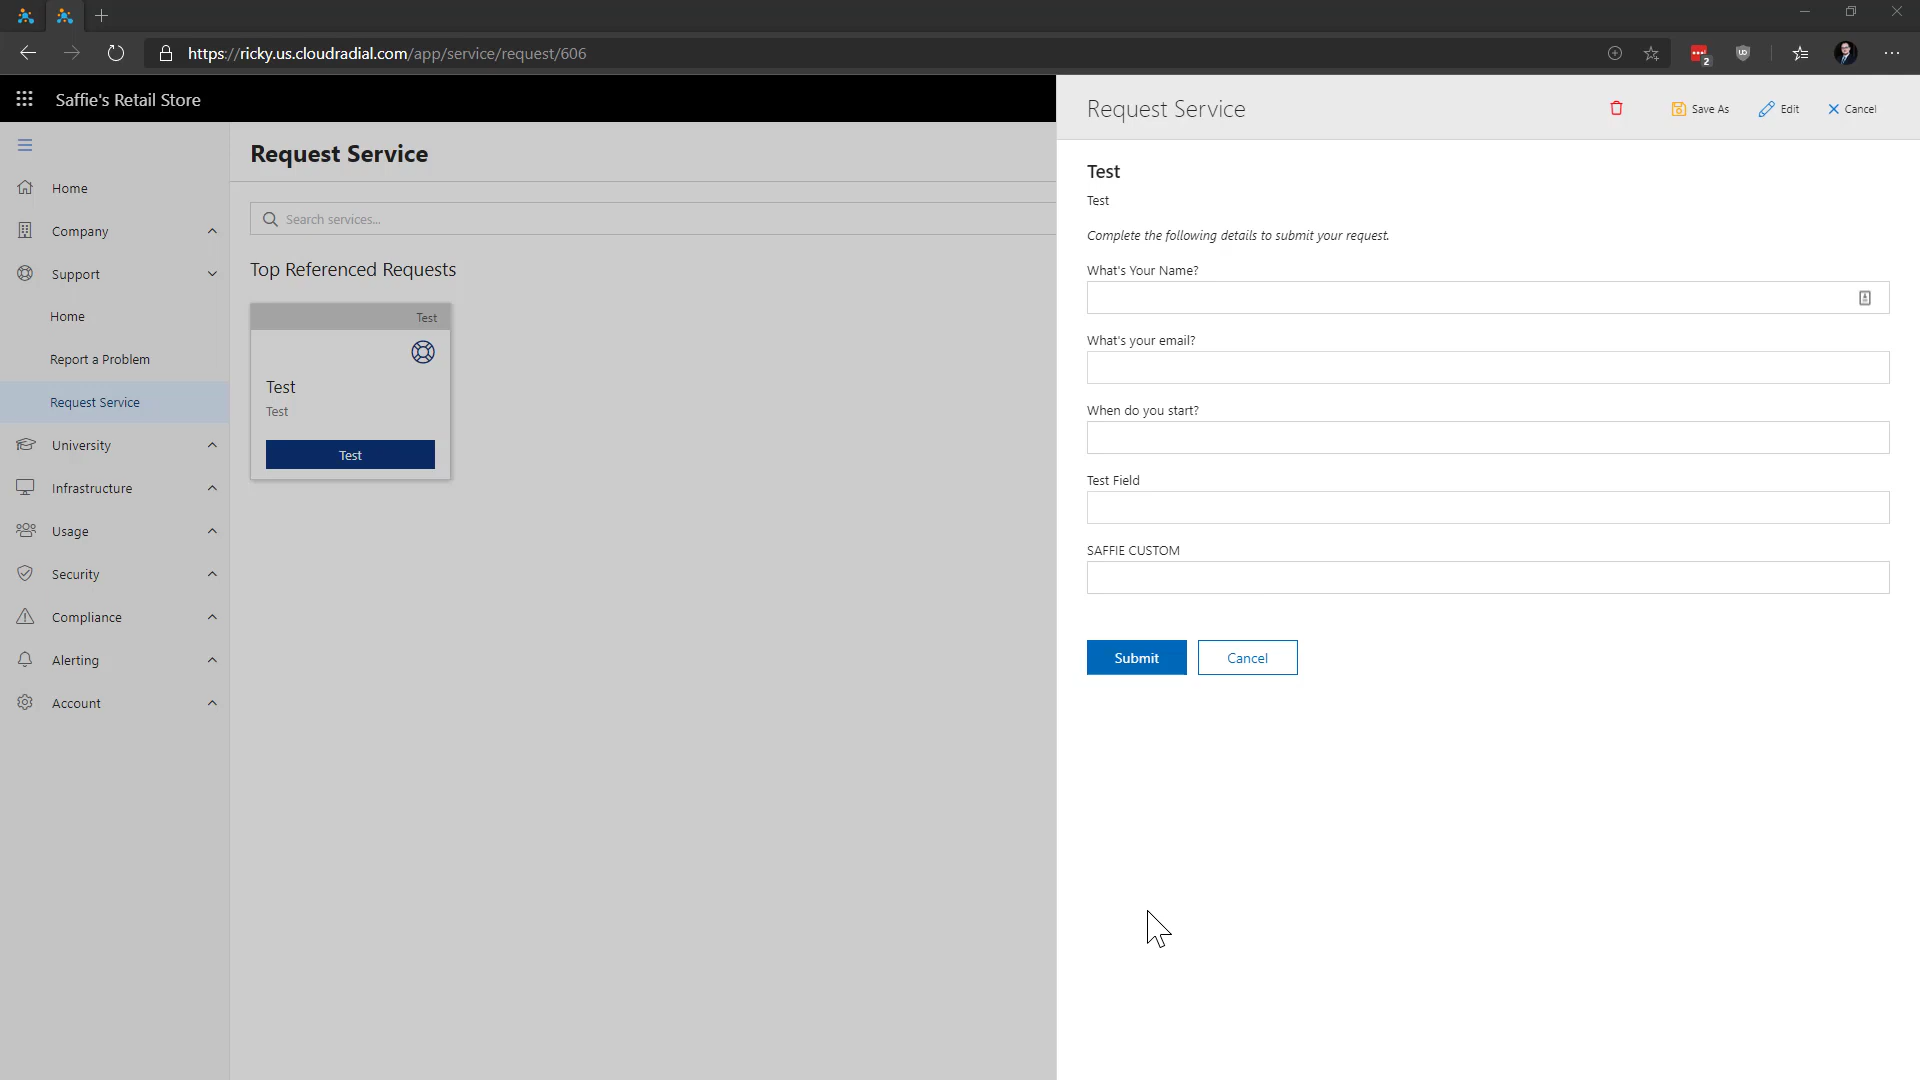 https://ricky.us.cloudradial.com/app/service/request/606
2
Saffie's Retail Store
Home
Company
Support
Home
Report a Problem
Request Service
University
Infrastructure
Usage
Security
Compliance
Alerting
Account
Request Service
Search services...
Top Referenced Requests
Test
Test
Test
Test
Request Service
Save As
Edit
Cancel
Test
Test
Complete the following details to submit your request.
What's Your Name?
What's your email?
When do you start?
Test Field
SAFFIE CUSTOM
Submit
Cancel